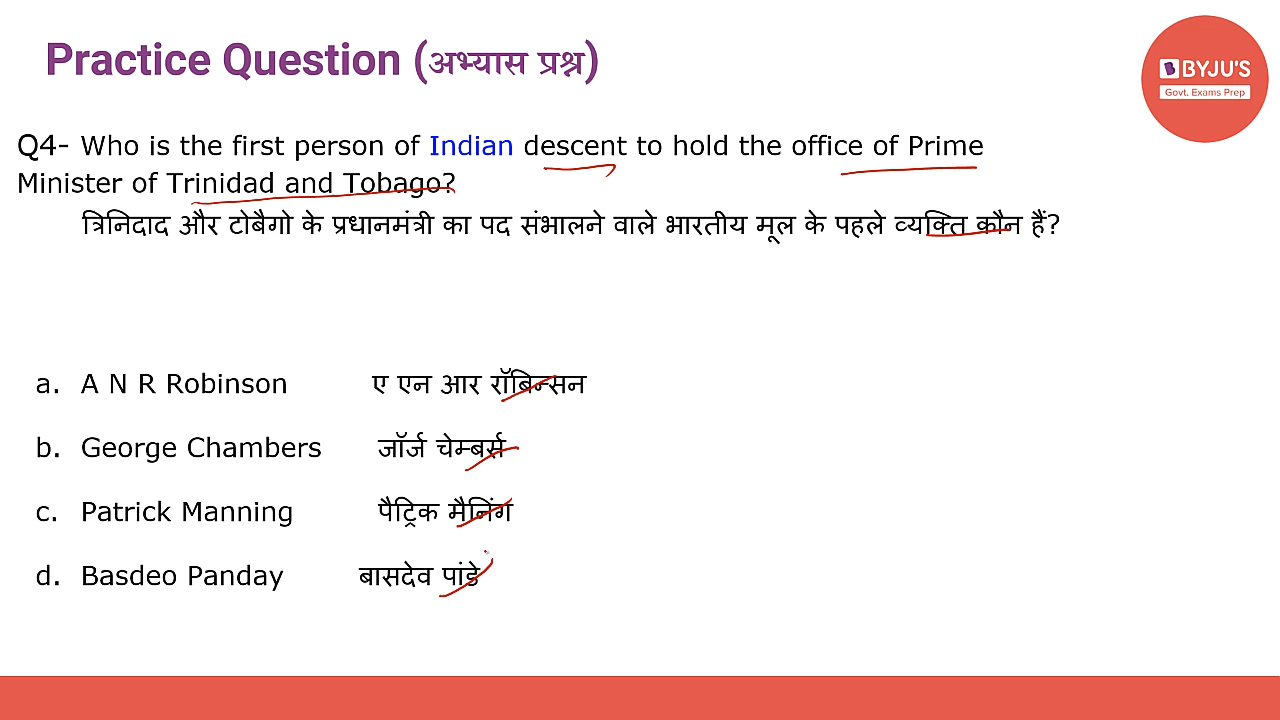 Practice Question (अभ्यास प्रश्न)
BYJU'S
Govt. Exams Prep
Q4- Who is the first person of Indian descent to hold the office of Prime
Minister of Trinidad and Tobago?
त्रिनिदाद और टोबैगो के प्रधानमंत्री का पद संभालने वाले भारतीय मूल के पहले व्यक्ति कौन हैं?
a. A N R Robinson ए एन आर रॉबिन्सन
b. George Chambers जॉर्ज चेम्बर्स
c. Patrick Manning पैट्रिक मैनिंग
d. Basdeo Panday बासदेव पांडे